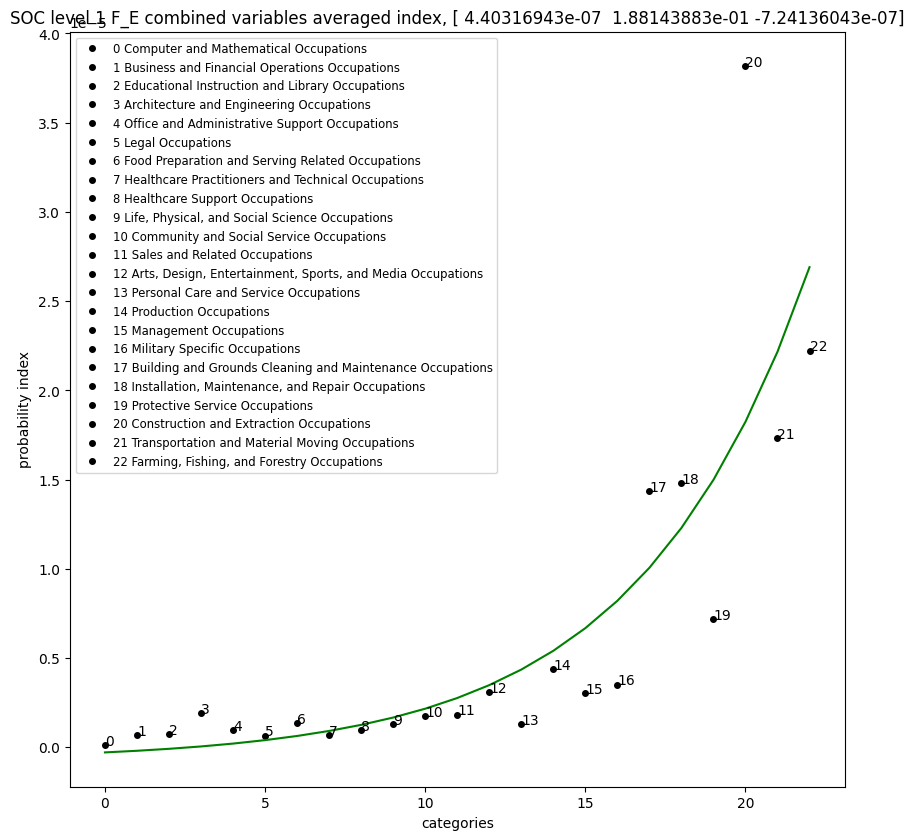 SOC level 1 F_E combined variables averaged index, [ 4.40316943e-07 1.88143883e-01 -7.24136043e-07]
1e−5
4.0
3.5
3.0
2.5
2.0
1.5
1.0
0.5
0.0
probability index
0 Computer and Mathematical Occupations
1 Business and Financial Operations Occupations
2 Educational Instruction and Library Occupations
3 Architecture and Engineering Occupations
4 Office and Administrative Support Occupations
5 Legal Occupations
6 Food Preparation and Serving Related Occupations
7 Healthcare Practitioners and Technical Occupations
8 Healthcare Support Occupations
9 Life, Physical, and Social Science Occupations
10 Community and Social Service Occupations
11 Sales and Related Occupations
12 Arts, Design, Entertainment, Sports, and Media Occupations
13 Personal Care and Service Occupations
14 Production Occupations
15 Management Occupations
16 Military Specific Occupations
17 Building and Grounds Cleaning and Maintenance Occupations
18 Installation, Maintenance, and Repair Occupations
19 Protective Service Occupations
20 Construction and Extraction Occupations
21 Transportation and Material Moving Occupations
22 Farming, Fishing, and Forestry Occupations
0
1
2
3
4
5
6
7
8
9
10
11
12
13
14
15
16
17
18
19
20
21
22
0
5
10
15
20
categories